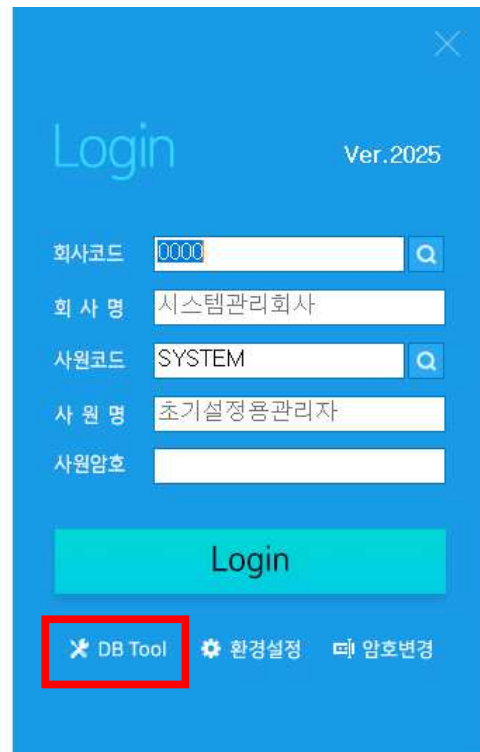 Login Ver.2025
회사코드 0000
회 사 명 시스템관리회사
사원코드 SYSTEM
사 원 명 초기설정용관리자
사원암호
Login
DB Tool 환경설정 암호변경